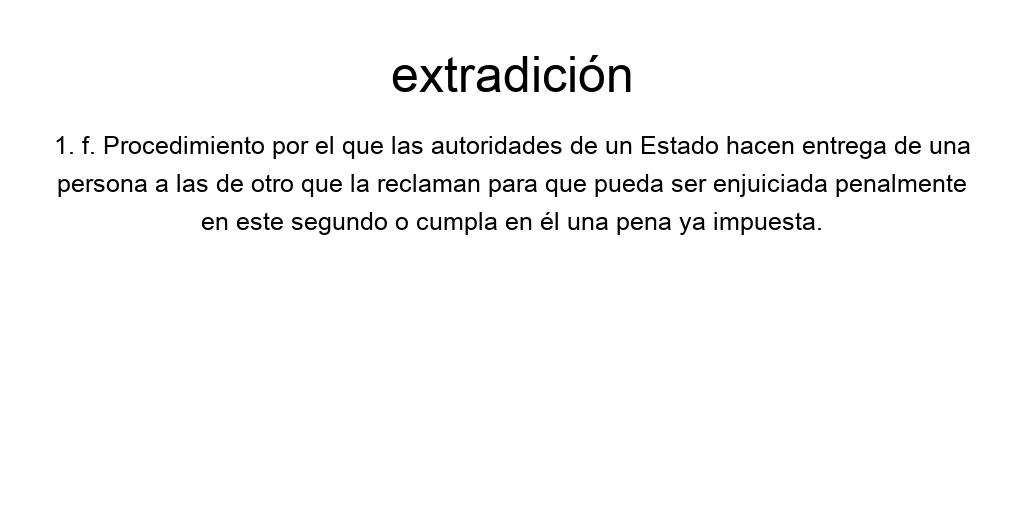 extradición
1. f. Procedimiento por el que las autoridades de un Estado hacen entrega de una
persona a las de otro que la reclaman para que pueda ser enjuiciada penalmente
en este segundo o cumpla en él una pena ya impuesta.